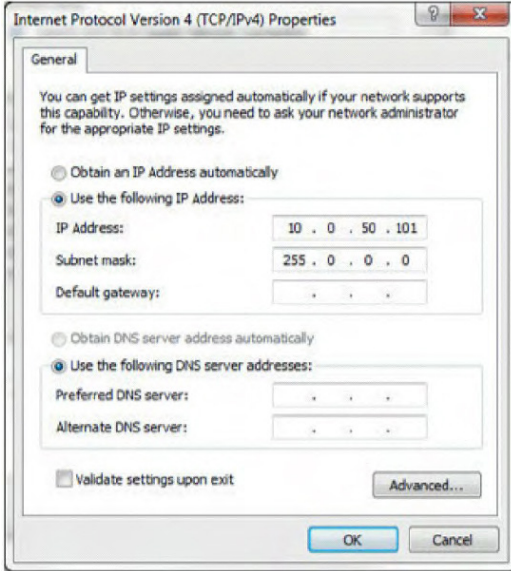 Internet Protocol Version 4 (TCP/IPv4) Properties
?
X
General
You can get IP settings assigned automatically if your network supports
this capability. Otherwise, you need to ask your network administrator
for the appropriate IP settings.
Obtain an IP Address automatically
Use the following IP Address:
IP Address: 10 . 0 . 50 . 101
Subnet mask: 255 . 0 . 0 . 0
Default gateway: . . .
Obtain DNS server address automatically
Use the following DNS server addresses:
Preferred DNS server: . . .
Alternate DNS server: . . .
Validate settings upon exit
Advanced...
OK Cancel